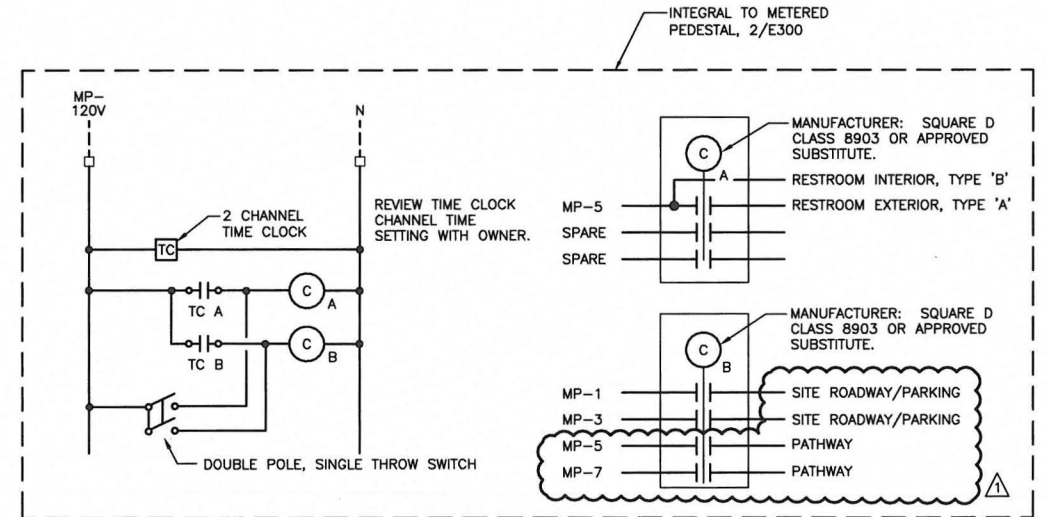 INTEGRAL TO METERED
PEDESTAL, 2/E300
MP-
120V
N
2 CHANNEL
TIME CLOCK
TC
REVIEW TIME CLOCK
CHANNEL TIME
SETTING WITH OWNER.
TC A
C
A
TC B
C
B
DOUBLE POLE, SINGLE THROW SWITCH
C
A
MANUFACTURER: SQUARE D
CLASS 8903 OR APPROVED
SUBSTITUTE.
RESTROOM INTERIOR, TYPE 'B'
MP-5
RESTROOM EXTERIOR, TYPE 'A'
SPARE
SPARE
C
B
MANUFACTURER: SQUARE D
CLASS 8903 OR APPROVED
SUBSTITUTE.
MP-1
SITE ROADWAY/PARKING
MP-3
SITE ROADWAY/PARKING
MP-5
PATHWAY
MP-7
PATHWAY
1